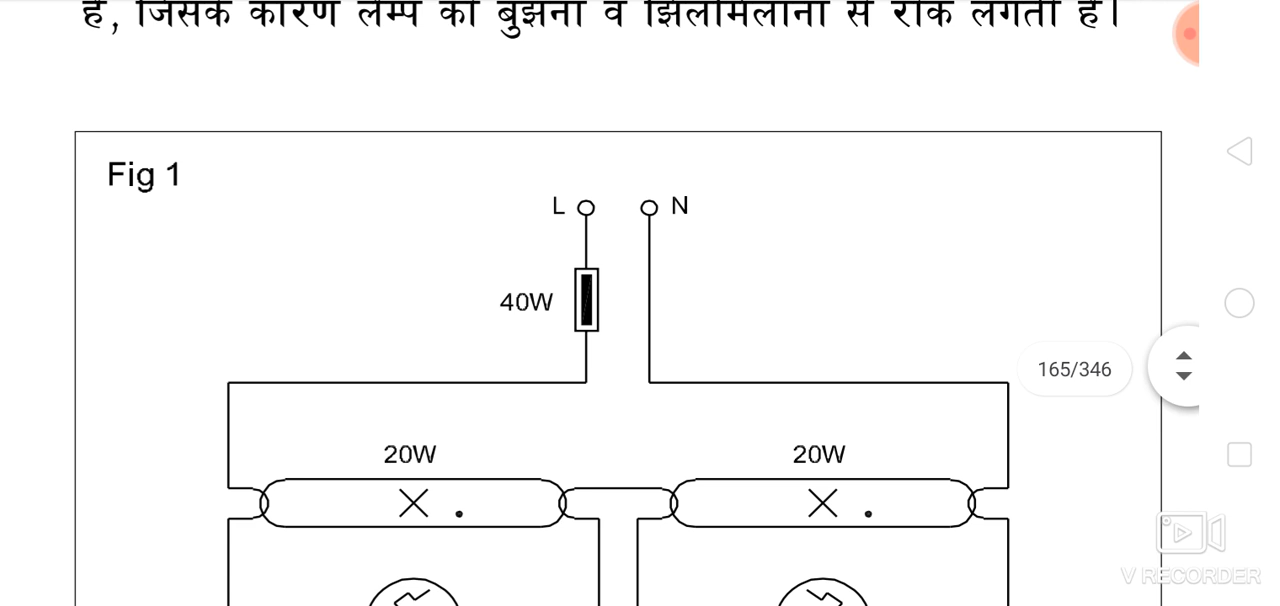 है, जिसके कारण लैम्प को बुझना व झिलमिलाना से रोक लगती है।
Fig 1
L N
40W
165/346
20W 20W
V RECORDER